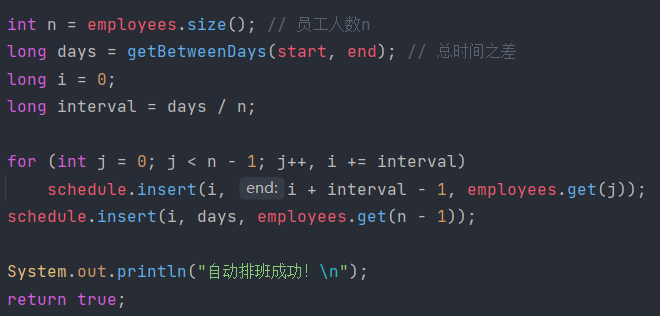 int n = employees.size(); // 员工人数n
long days = getBetweenDays(start, end); // 总时间之差
long i = 0;
long interval = days / n;
for (int j = 0; j < n - 1; j++, i += interval)
schedule.insert(i, end: i + interval - 1, employees.get(j));
schedule.insert(i, days, employees.get(n - 1));
System.out.println("自动排班成功! \n");
return true;